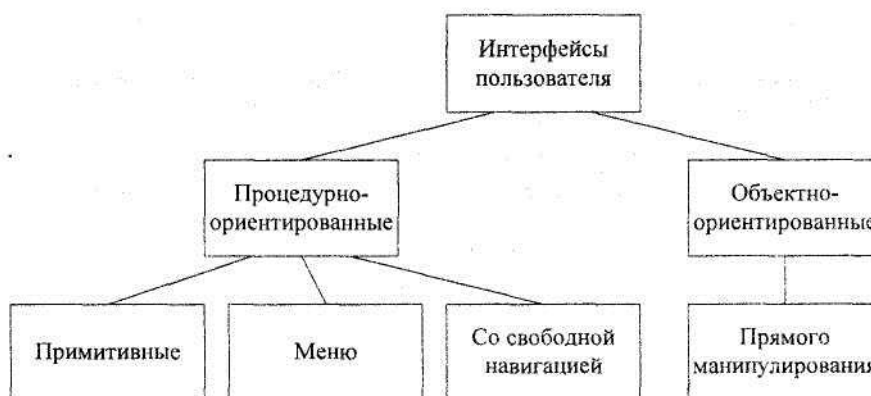 Интерфейсы
пользователя
Процедурно-
ориентированные
Объектно-
ориентированные
Примитивные
Меню
Со свободной
навигацией
Прямого
манипулирования